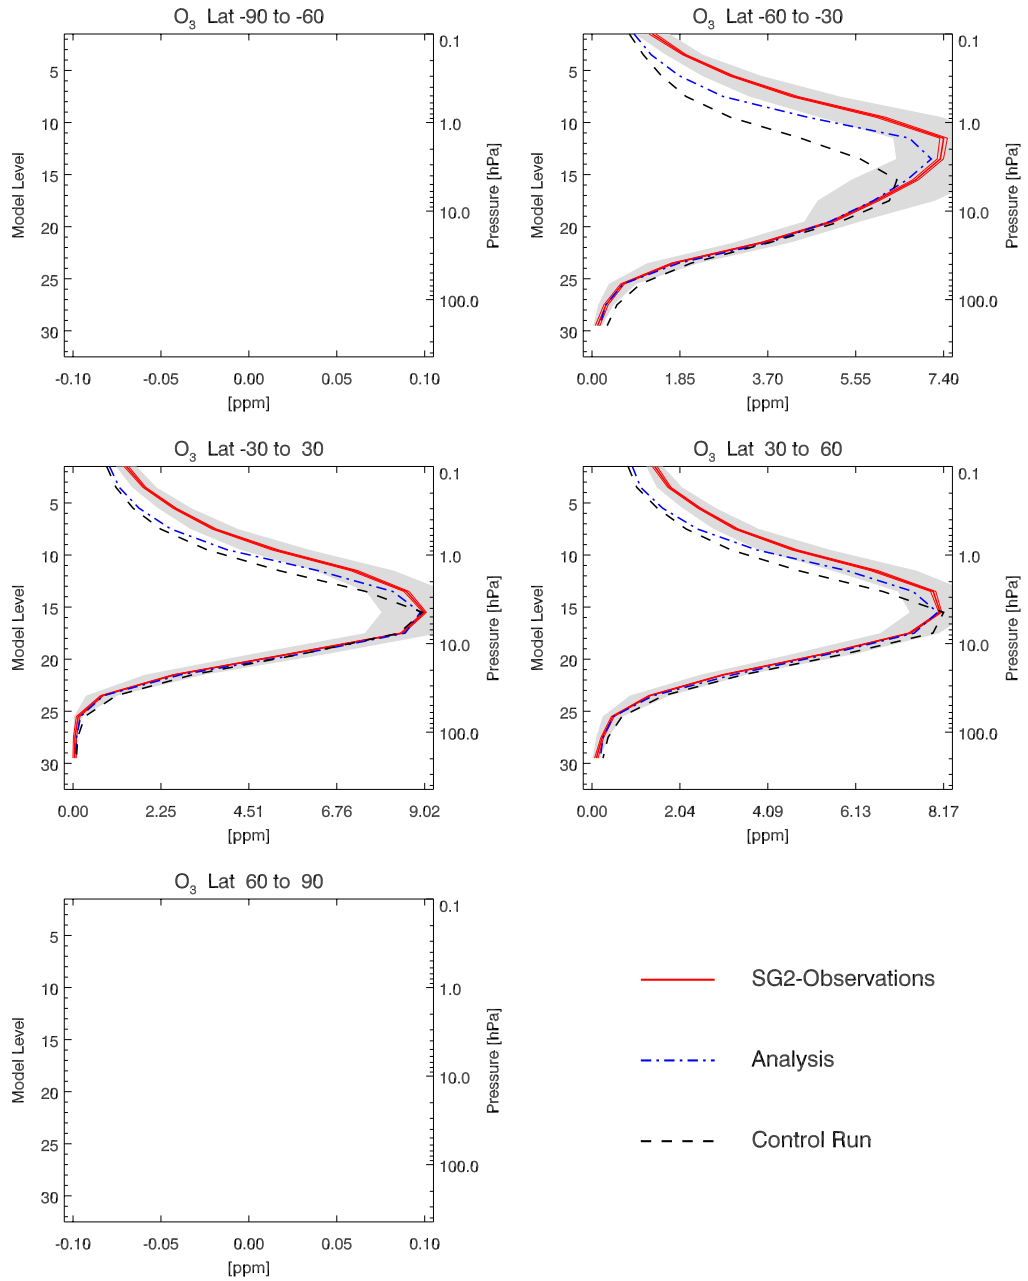 O3 Lat -90 to -60
5
10
15
20
25
30
Model Level
0.1
1.0
10.0
100.0
Pressure [hPa]
-0.10 -0.05 0.00 0.05 0.10
[ppm]
O3 Lat -60 to -30
5
10
15
20
25
30
Model Level
0.1
1.0
10.0
100.0
Pressure [hPa]
0.00 1.85 3.70 5.55 7.40
[ppm]
O3 Lat -30 to 30
5
10
15
20
25
30
Model Level
0.1
1.0
10.0
100.0
Pressure [hPa]
0.00 2.25 4.51 6.76 9.02
[ppm]
O3 Lat 30 to 60
5
10
15
20
25
30
Model Level
0.1
1.0
10.0
100.0
Pressure [hPa]
0.00 2.04 4.09 6.13 8.17
[ppm]
O3 Lat 60 to 90
5
10
15
20
25
30
Model Level
0.1
1.0
10.0
100.0
Pressure [hPa]
-0.10 -0.05 0.00 0.05 0.10
[ppm]
SG2-Observations
Analysis
Control Run